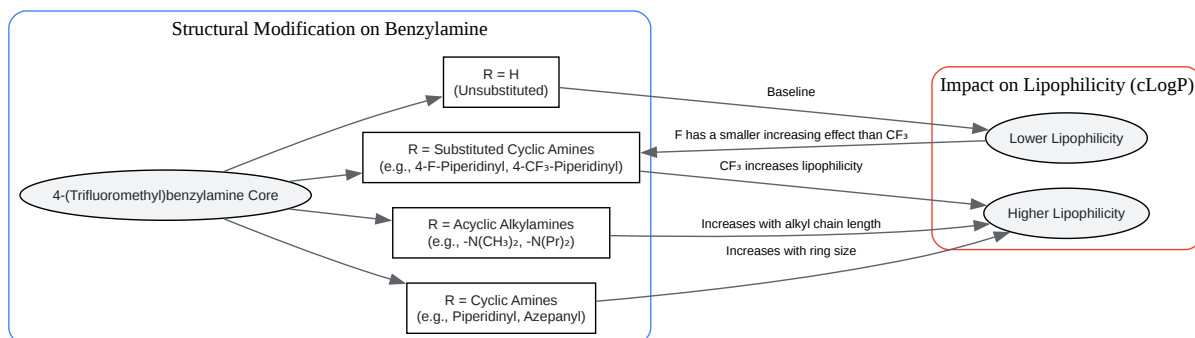 Structural Modification on Benzylamine
R = H
(Unsubstituted)
Impact on Lipophilicity (cLogP)
Baseline
F has a smaller increasing effect than CF₃
Lower Lipophilicity
R = Substituted Cyclic Amines
(e.g., 4-F-Piperidinyl, 4-CF₃-Piperidinyl)
CF₃ increases lipophilicity
4-(Trifluoromethyl)benzylamine Core
Higher Lipophilicity
R = Acyclic Alkylamines
(e.g., -N(CH₃)₂, -N(Pr)₂)
Increases with alkyl chain length
Increases with ring size
R = Cyclic Amines
(e.g., Piperidinyl, Azepanyl)